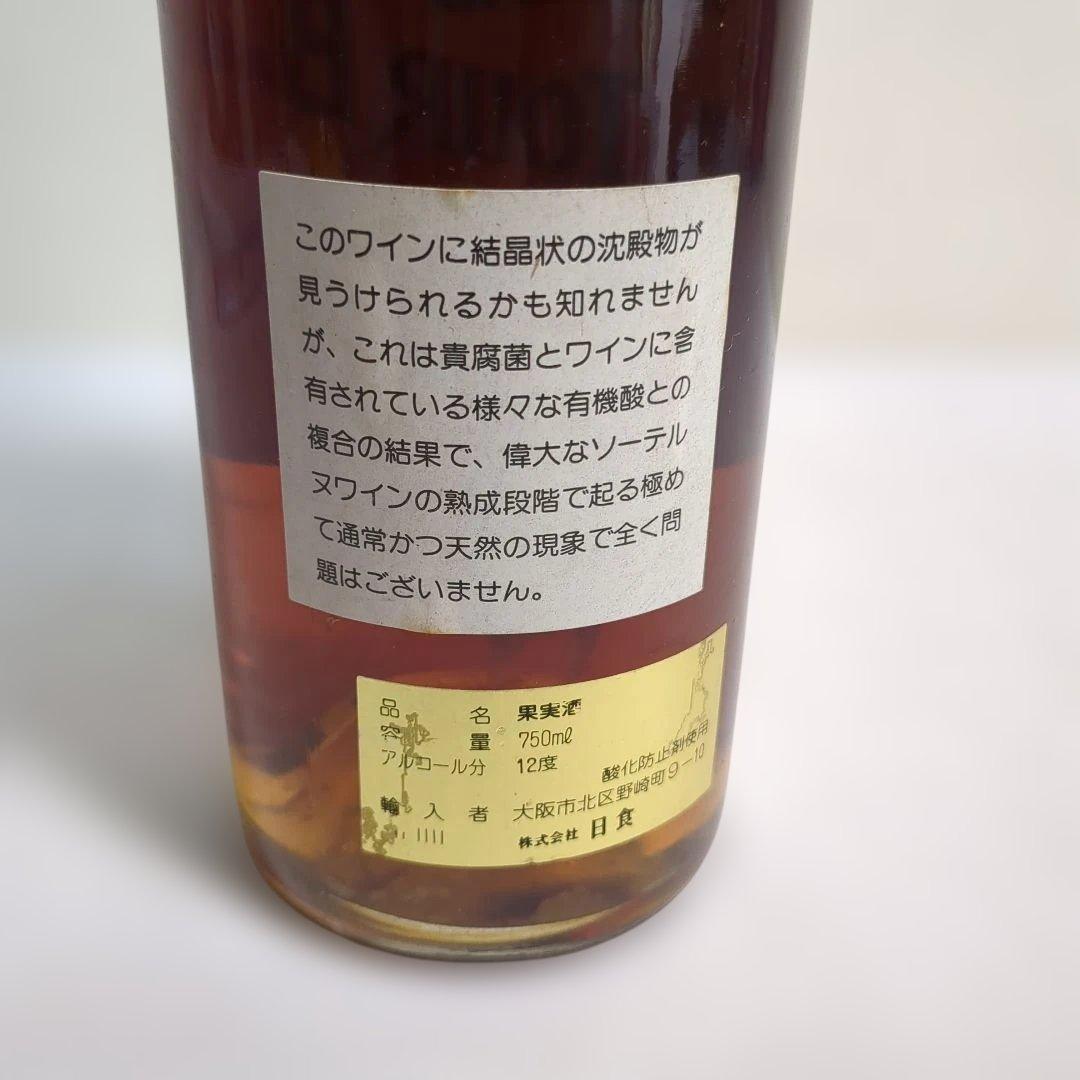 このワインに結晶状の沈殿物が
見うけられるかも知れません
が、これは貴腐菌とワインに含
有されている様々な有機酸との
複合の結果で、偉大なソーテル
ヌワインの熟成段階で起る極め
て通常かつ天然の現象で全く問
題はございません。
品名 果実酒
容量 750ml
アルコール分 12度
酸化防止剤使用
輸入者 大阪市北区野崎町9-10
株式会社 日食